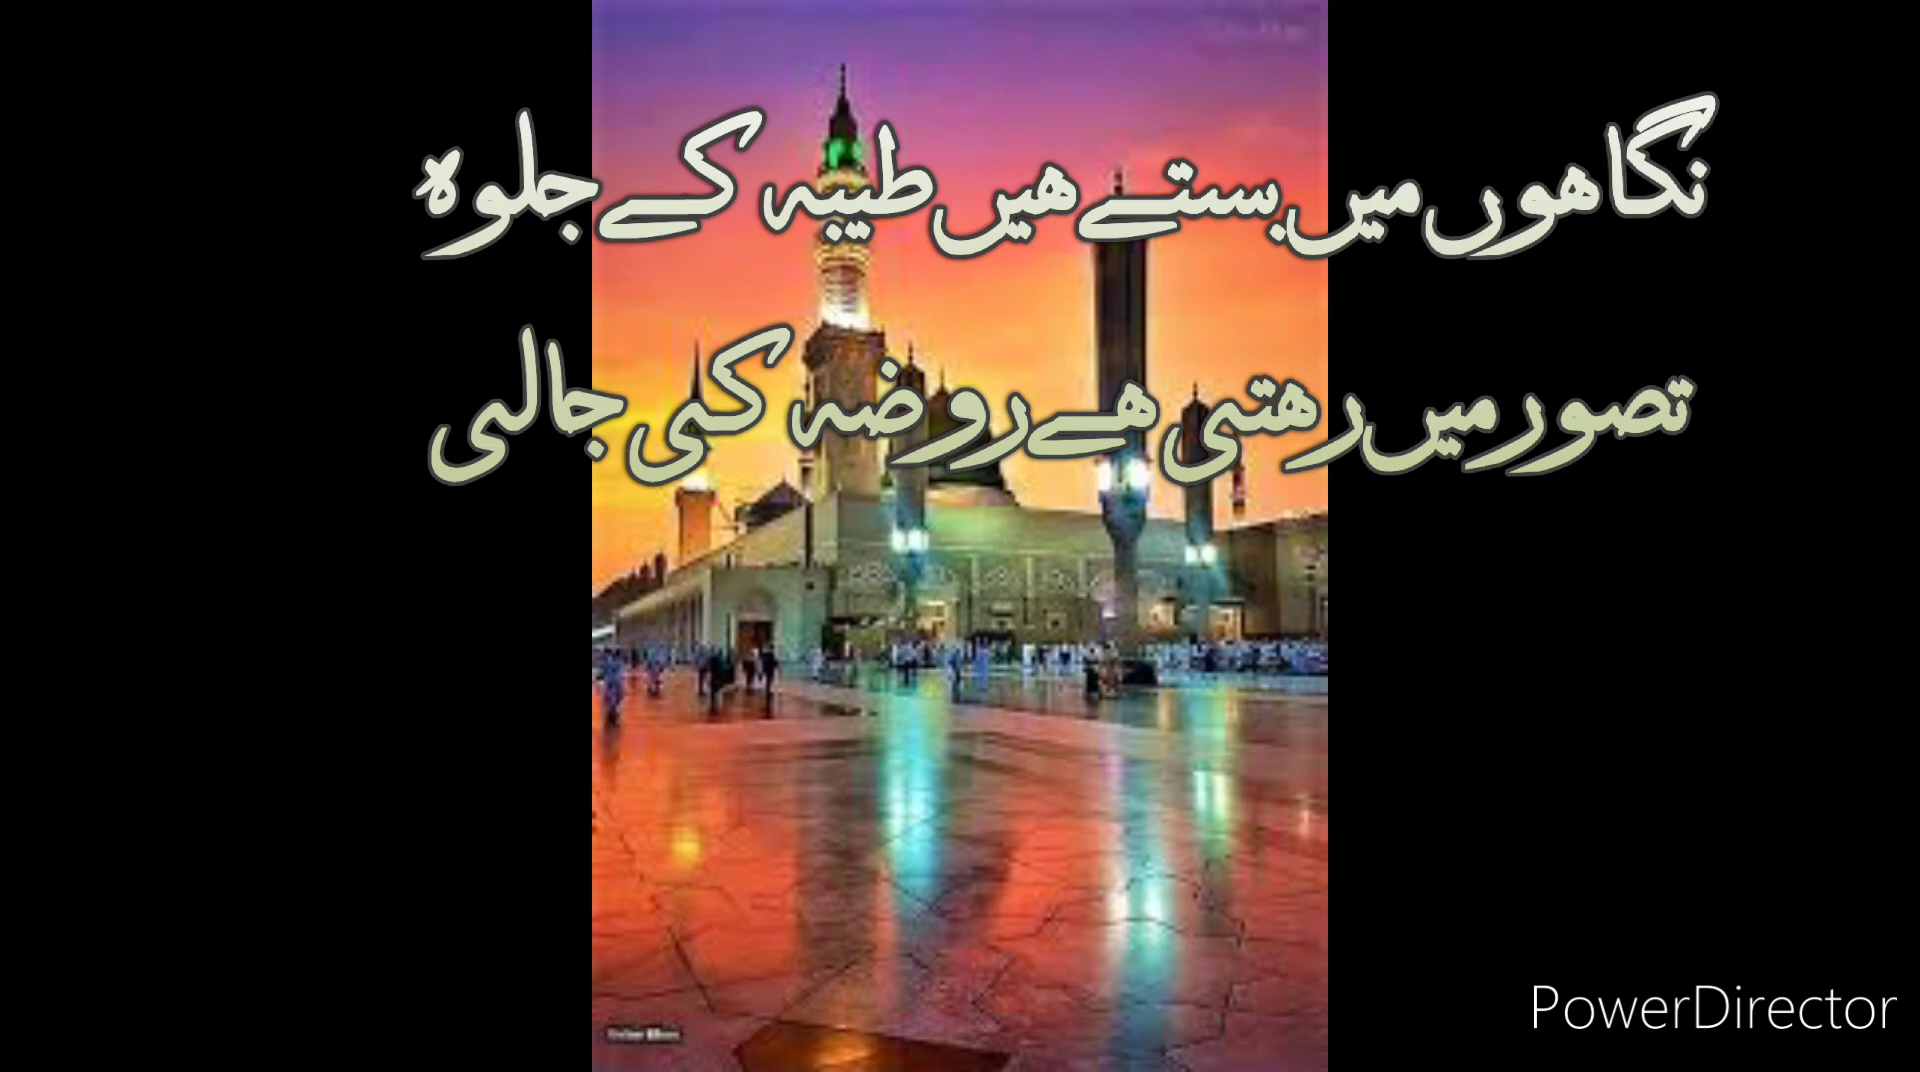 نگاھوں میں بستے ھیں طیبہ کے جلوہ
تصور میں رھتی ھے روضہ کی جالی
PowerDirector